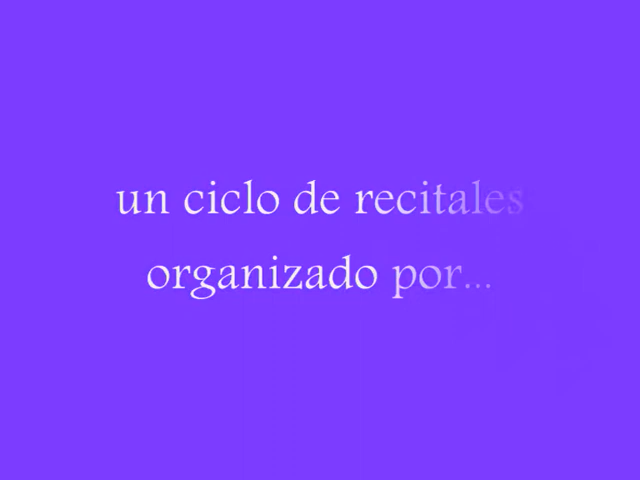 un ciclo de recitales
organizado por...